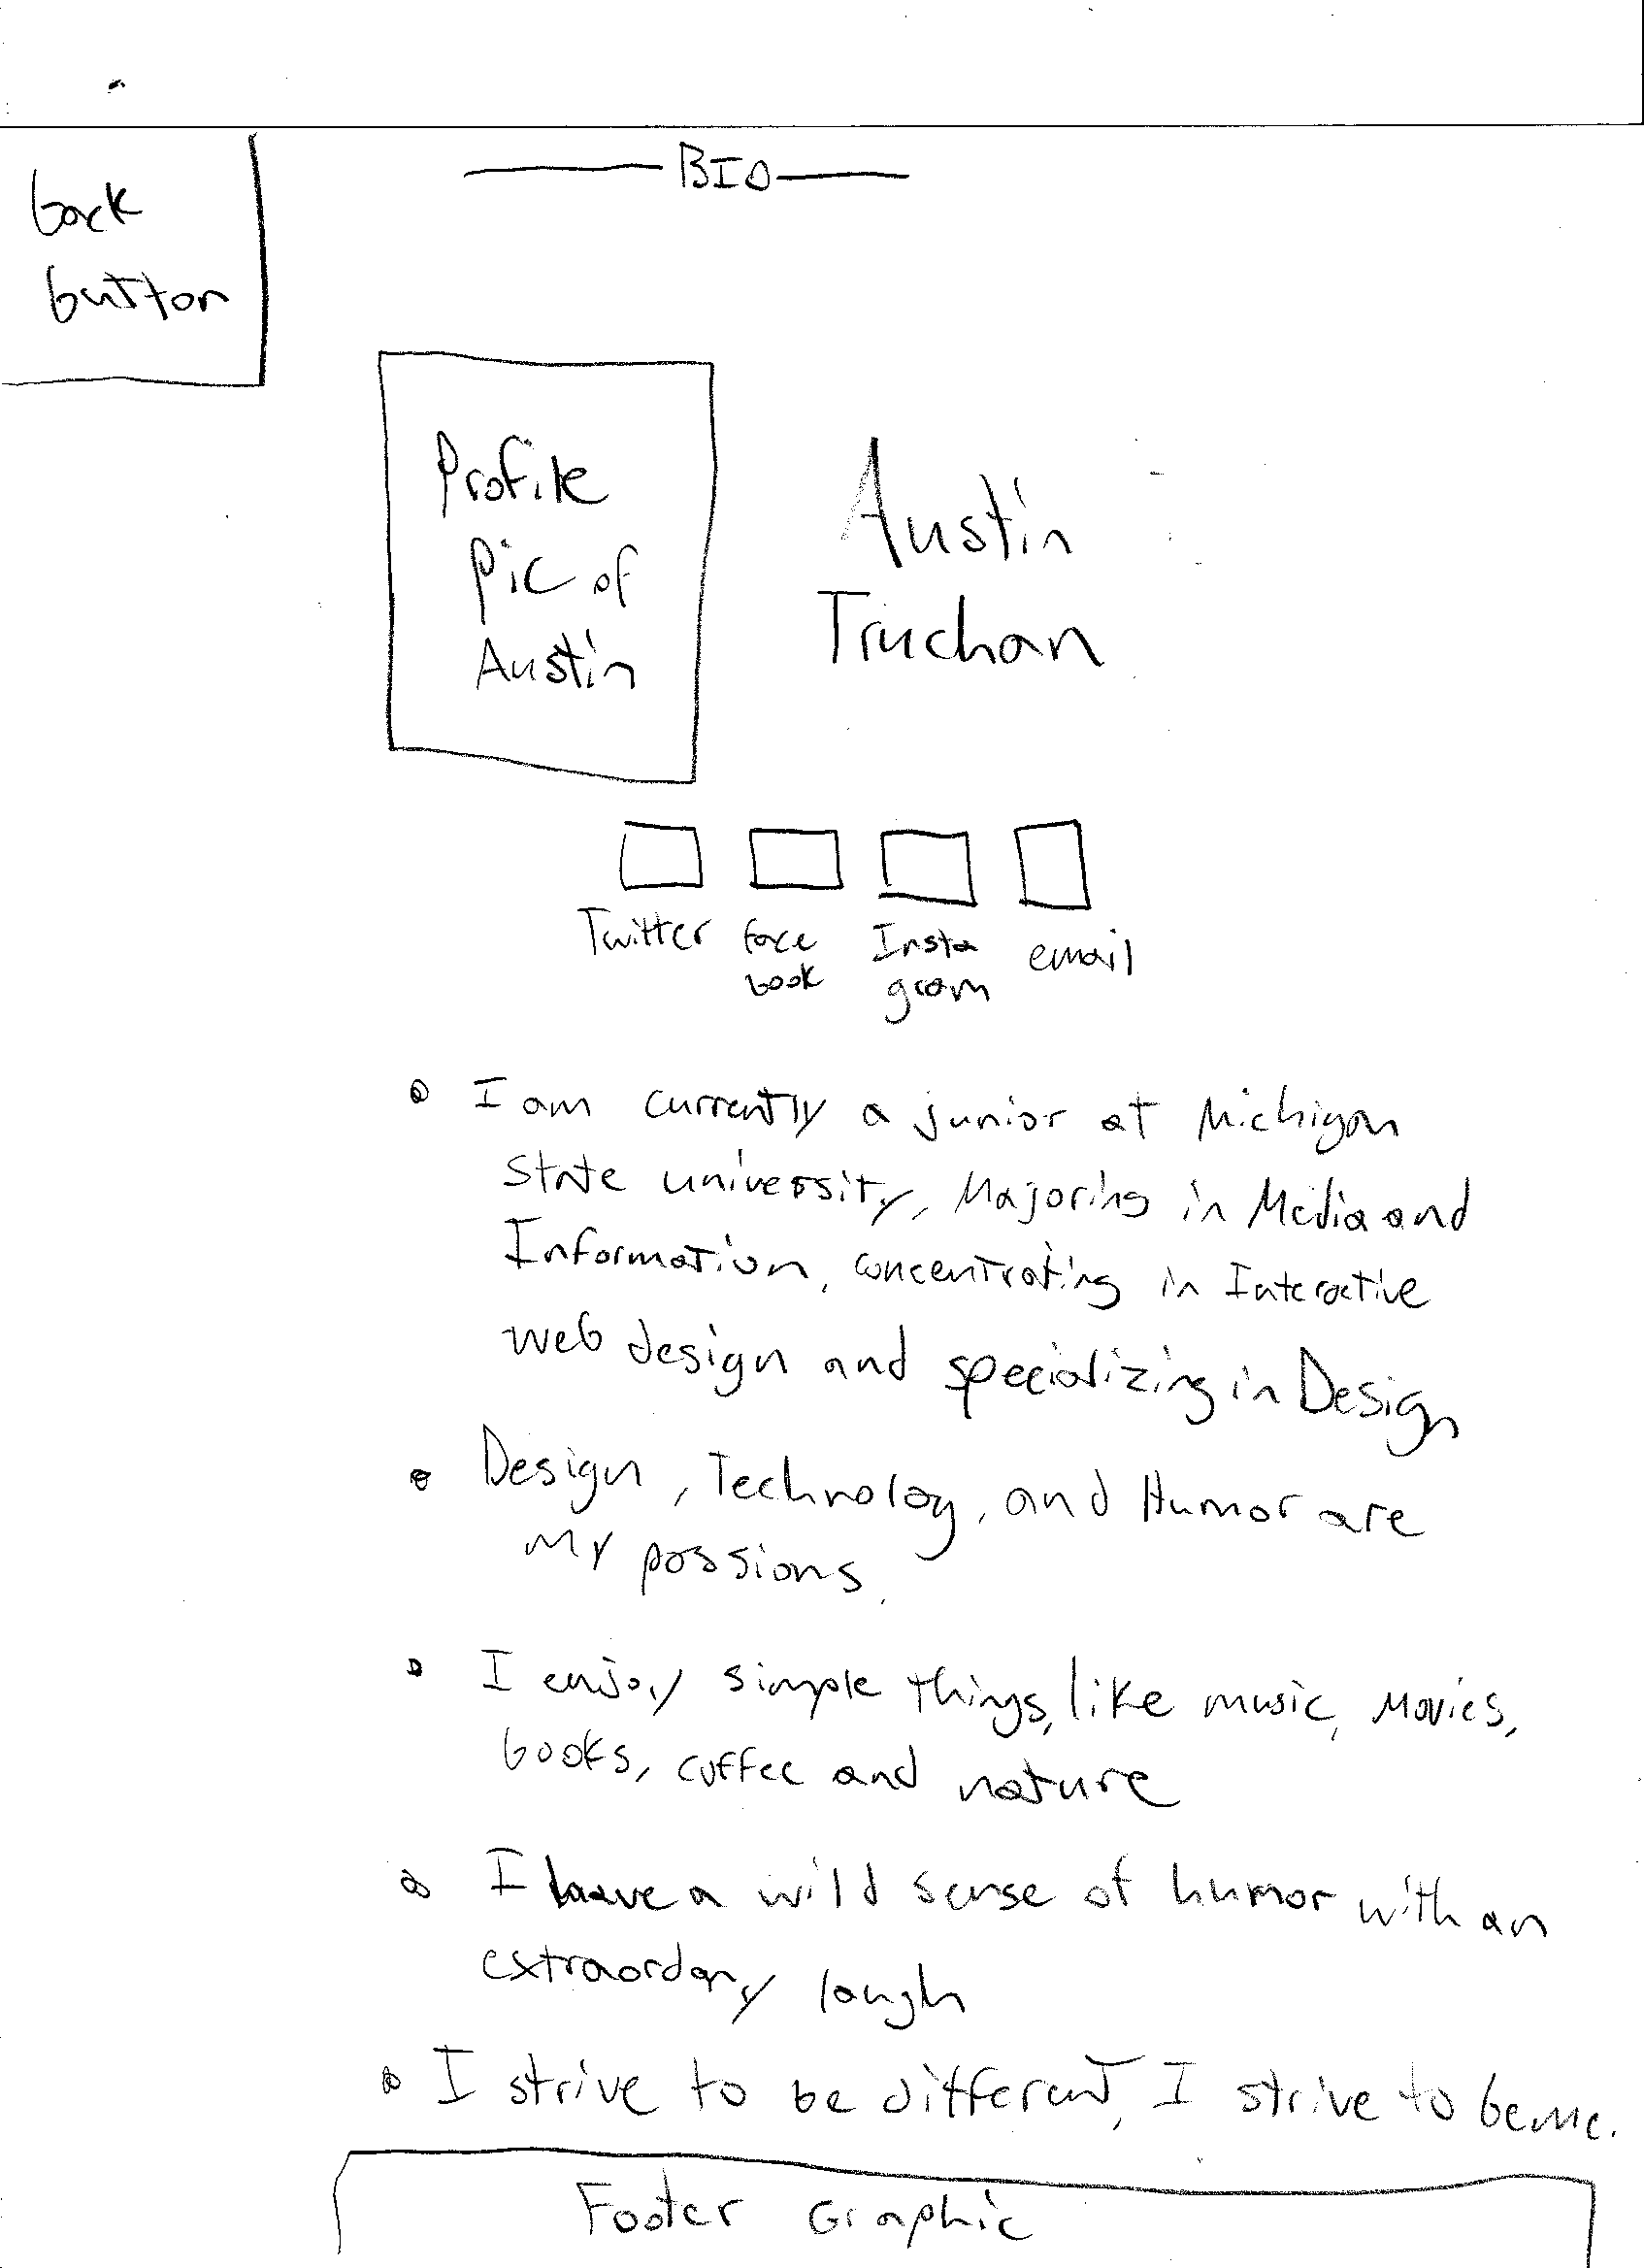 back
button
BIO
Profile
Pic of
Austin
Austin
Truchan
Twitter
face
book
Insta
gram
email
I am currently a junior at Michigan
State university, Majoring in Media and
Information, concentrating in Interactive
web design and specializing in Design
Design, Technology, and Humor are
my passions.
I enjoy simple things, like music, movies,
books, coffee and nature
I have a wild sense of humor with an
extraordany laugh
I strive to be different, I strive to be me.
Footer Graphic